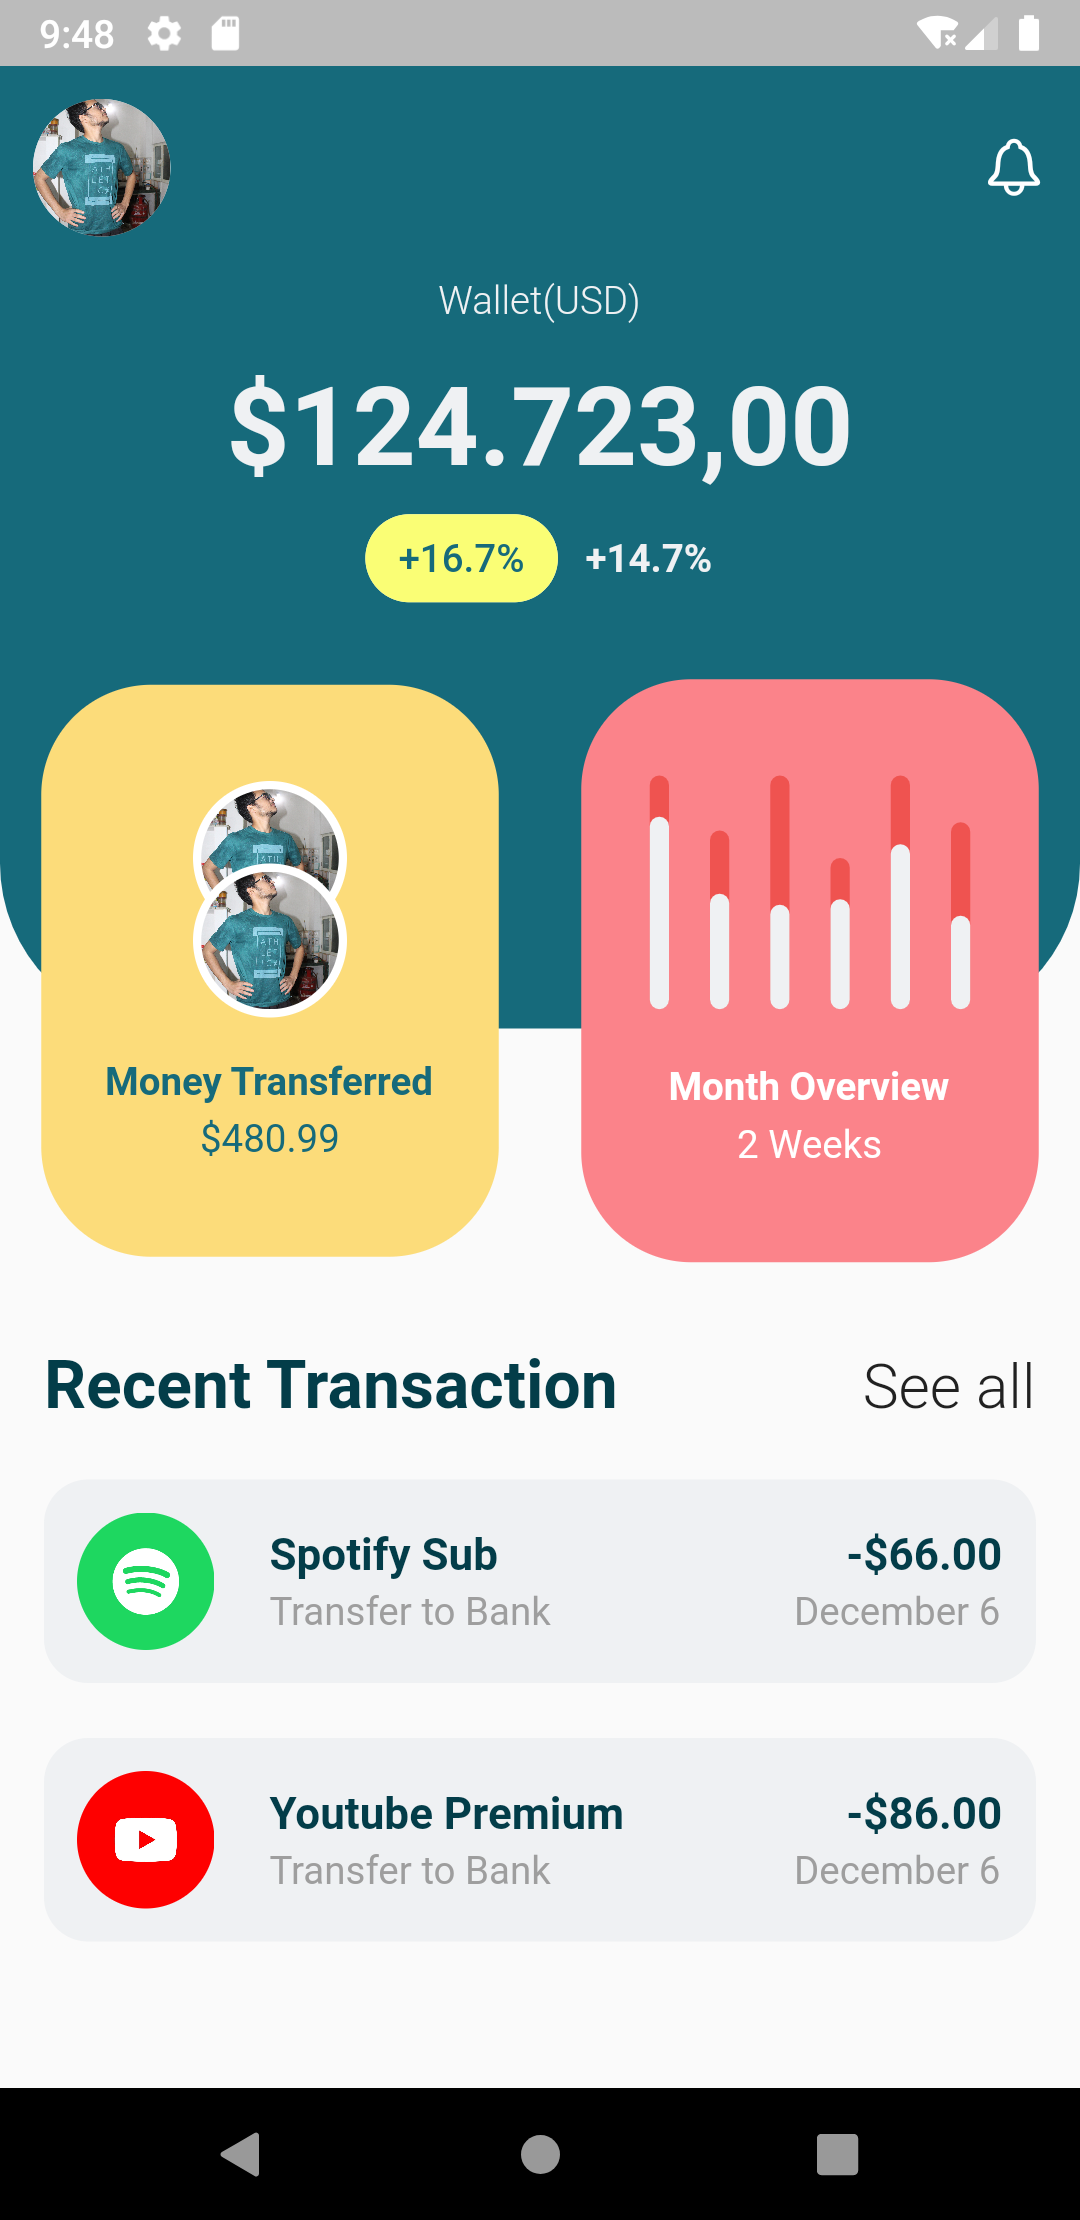 9:48
Wallet(USD)
$124.723,00
+16.7% +14.7%
Money Transferred
$480.99
Month Overview
2 Weeks
Recent Transaction See all
Spotify Sub -$66.00
Transfer to Bank December 6
Youtube Premium -$86.00
Transfer to Bank December 6